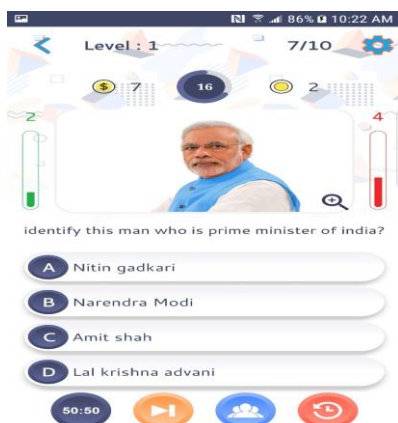 86% 10:22 AM
Level : 1 7/10
$ 7 16 2
2 4
identify this man who is prime minister of india?
A Nitin gadkari
B Narendra Modi
C Amit shah
D Lal krishna advani
50:50